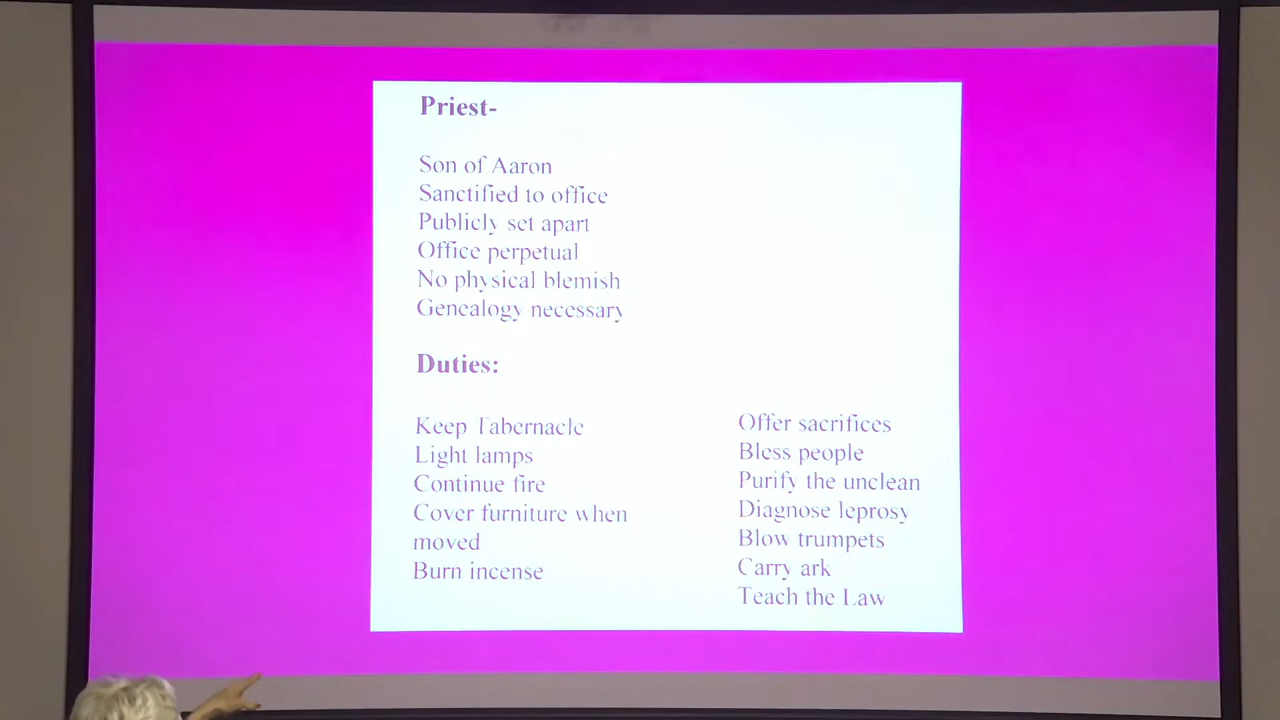 Priest-
Son of Aaron
Sanctified to office
Publicly set apart
Office perpetual
No physical blemish
Genealogy necessary
Duties:
Keep Tabernacle
Light lamps
Continue fire
Cover furniture when
moved
Burn incense
Offer sacrifices
Bless people
Purify the unclean
Diagnose leprosy
Blow trumpets
Carry ark
Teach the Law